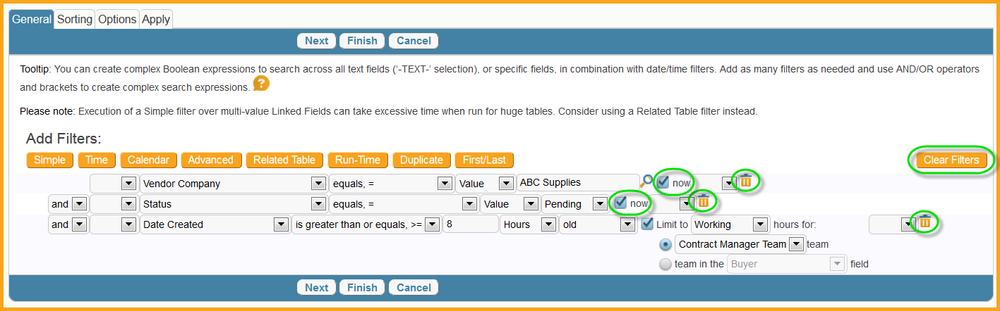 General Sorting Options Apply
Next Finish Cancel
Tooltip: You can create complex Boolean expressions to search across all text fields ('-TEXT-' selection), or specific fields, in combination with date/time filters. Add as many filters as needed and use AND/OR operators
and brackets to create complex search expressions. ?
Please note: Execution of a Simple filter over multi-value Linked Fields can take excessive time when run for huge tables. Consider using a Related Table filter instead.
Add Filters:
Simple Time Calendar Advanced Related Table Run-Time Duplicate First/Last Clear Filters
Vendor Company equals, = Value ABC Supplies now
and Status equals, = Value Pending now
and Date Created is greater than or equals, >= 8 Hours old Limit to Working hours for:
Contract Manager Team team
team in the Buyer field
Next Finish Cancel